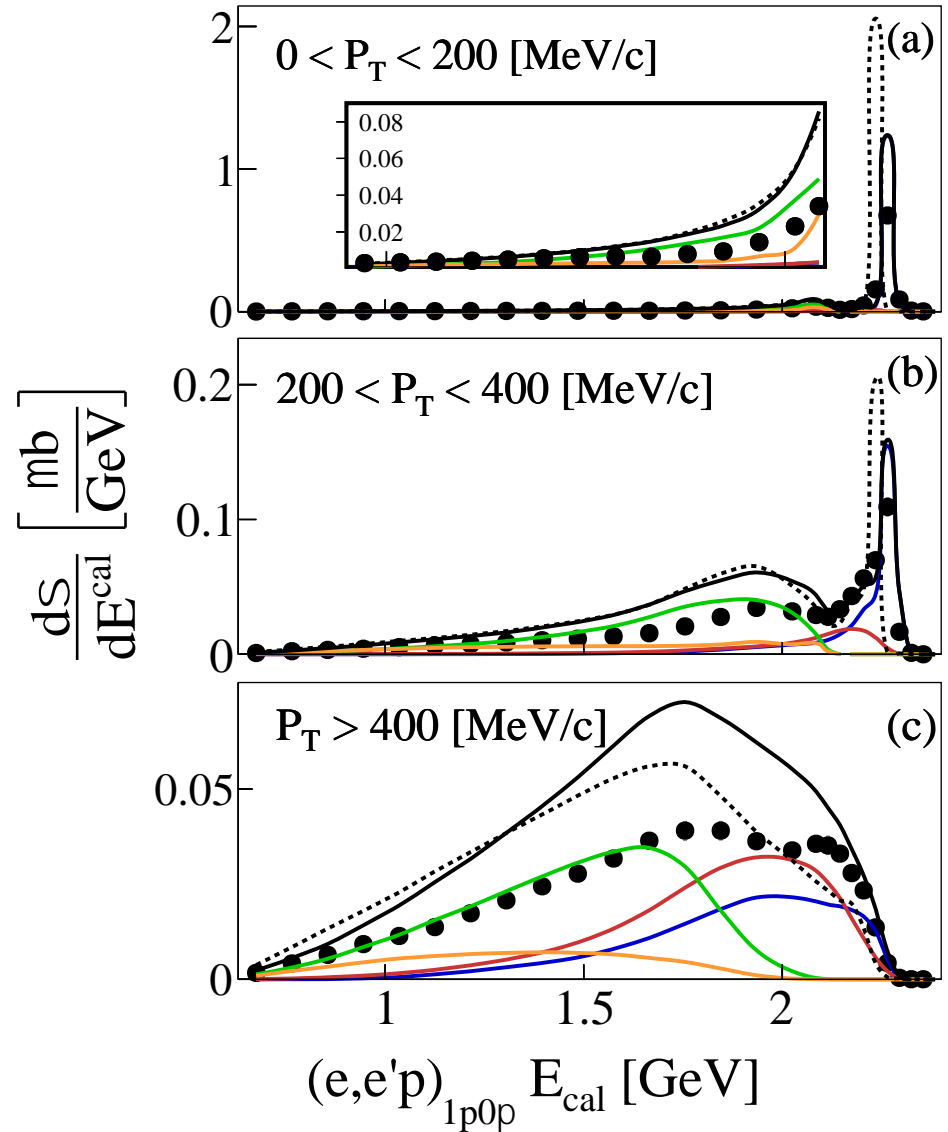 2
(a)
0 < P_T < 200 [MeV/c]
0.08
0.06
0.04
0.02
1
0
(b)
0.2
200 < P_T < 400 [MeV/c]
0.1
0
(c)
P_T > 400 [MeV/c]
0.05
0
1
1.5
2
ds
dE^cal
[mb
GeV]
(e,e'p)_1p0p E_cal [GeV]